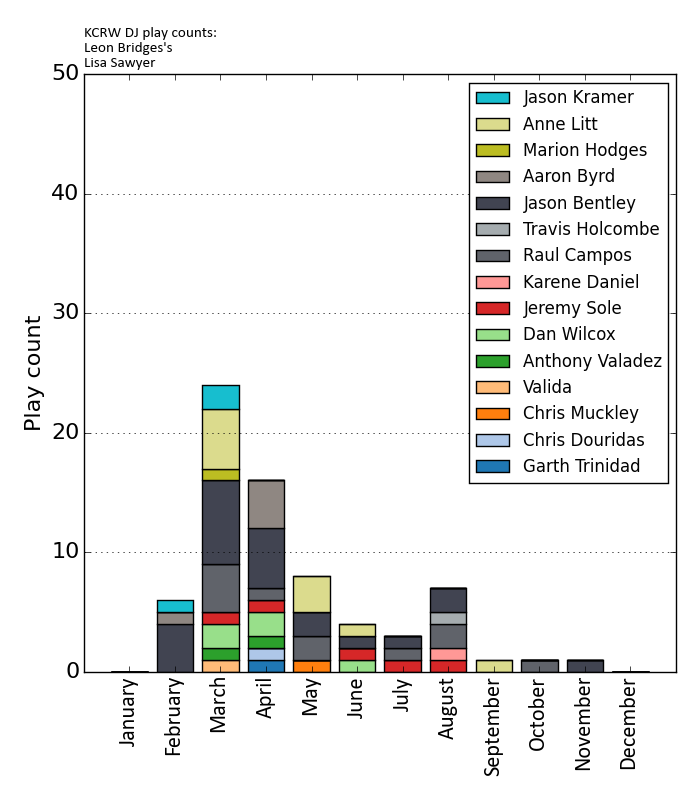 KCRW DJ play counts:
Leon Bridges's
Lisa Sawyer
50
40
30
20
10
0
Play count
Jason Kramer
Anne Litt
Marion Hodges
Aaron Byrd
Jason Bentley
Travis Holcombe
Raul Campos
Karene Daniel
Jeremy Sole
Dan Wilcox
Anthony Valadez
Valida
Chris Muckley
Chris Douridas
Garth Trinidad
January
February
March
April
May
June
July
August
September
October
November
December